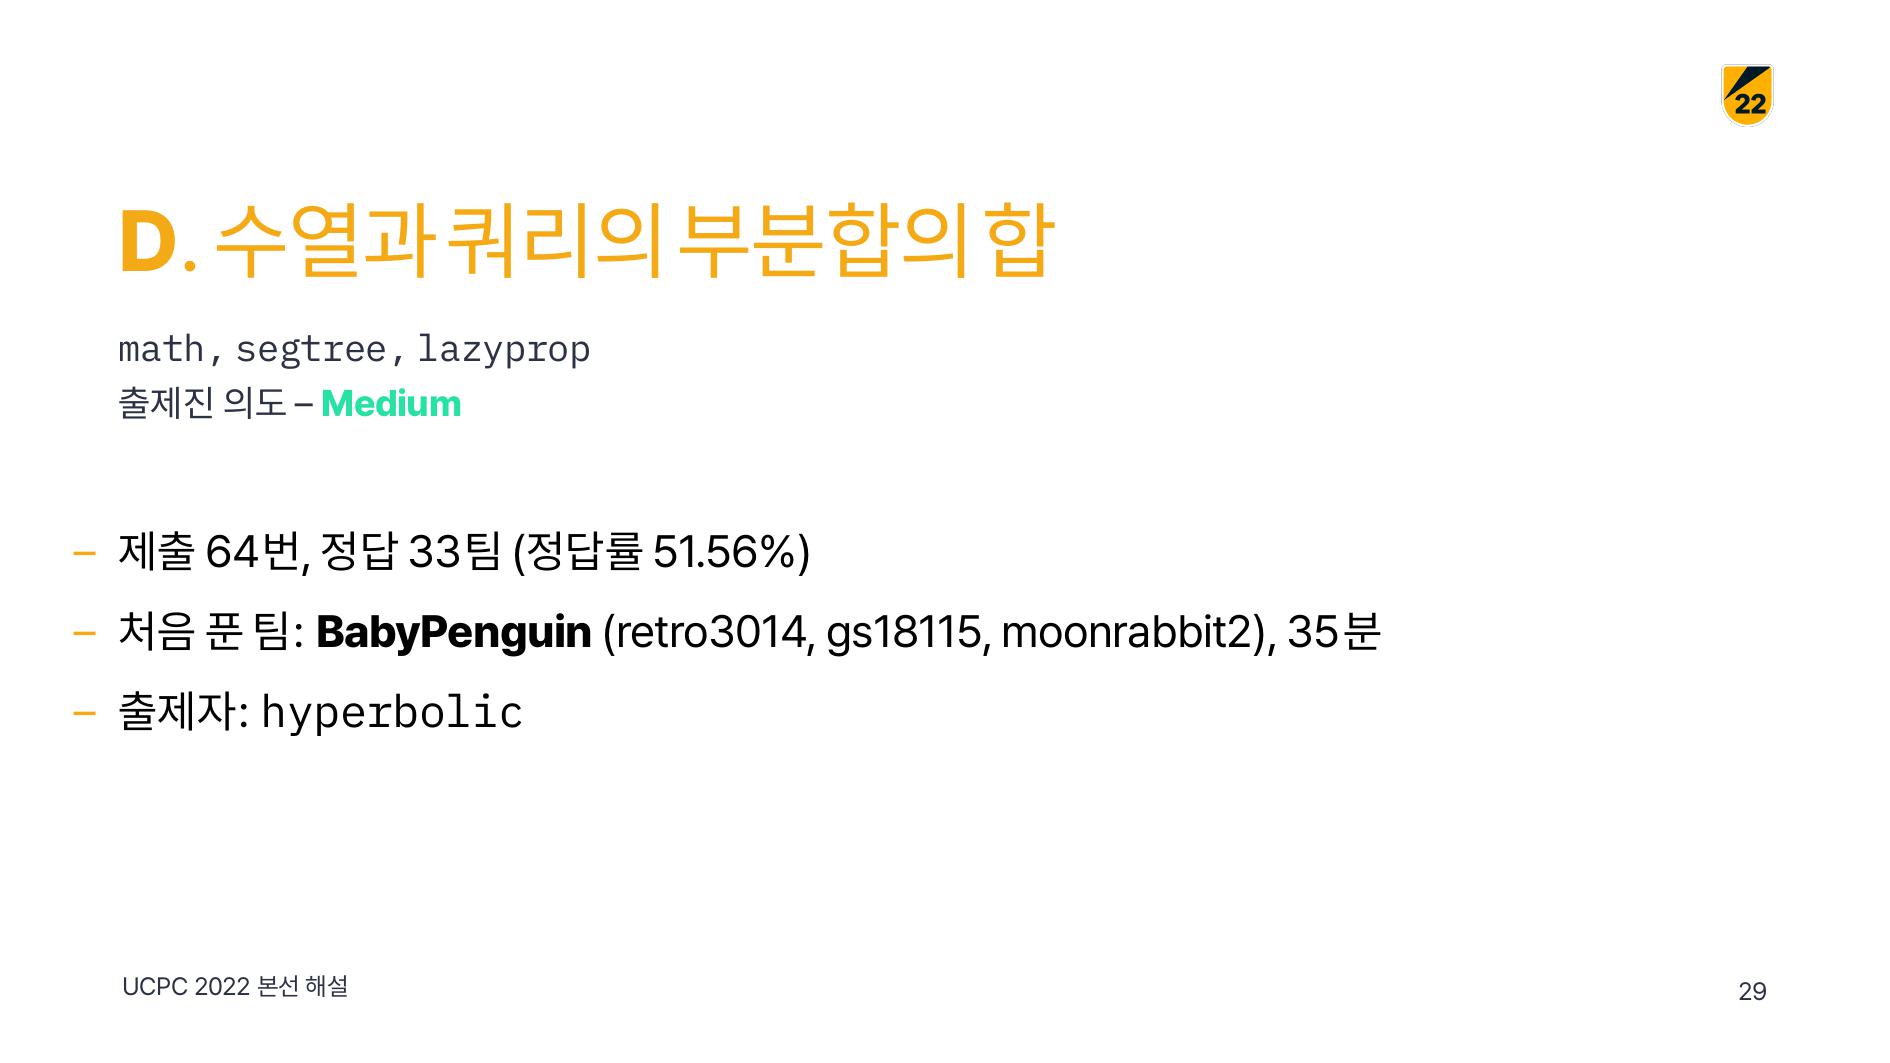 22
D. 수열과 쿼리의 부분합의 합
math, segtree, lazyprop
출제진 의도 – Medium
– 제출 64번, 정답 33팀 (정답률 51.56%)
– 처음 푼 팀: BabyPenguin (retro3014, gs18115, moonrabbit2), 35분
– 출제자: hyperbolic
UCPC 2022 본선 해설
29